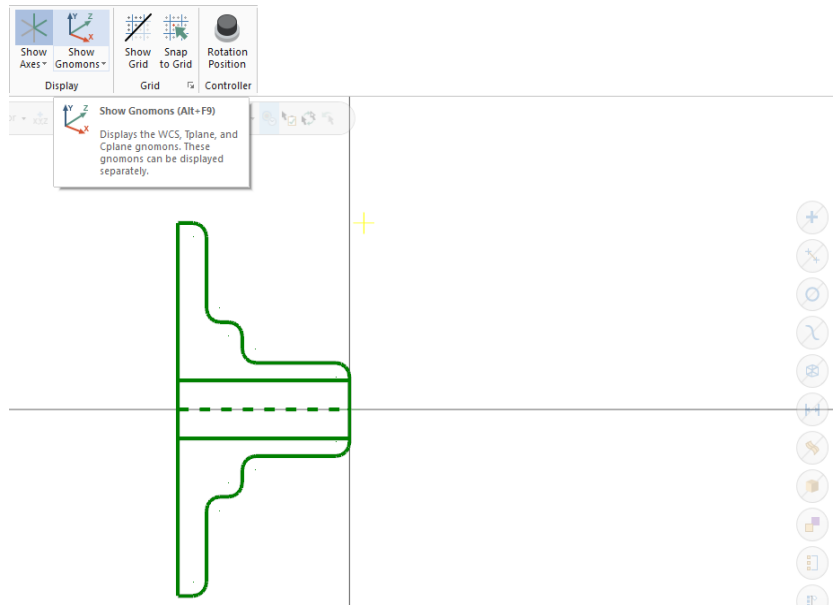 Show Axes
Show Gnomons
Show Grid
Snap to Grid
Rotation Position
Display
Grid
Controller
Show Gnomons (Alt+F9)
Displays the WCS, Tplane, and
Cplane gnomons. These
gnomons can be displayed
separately.